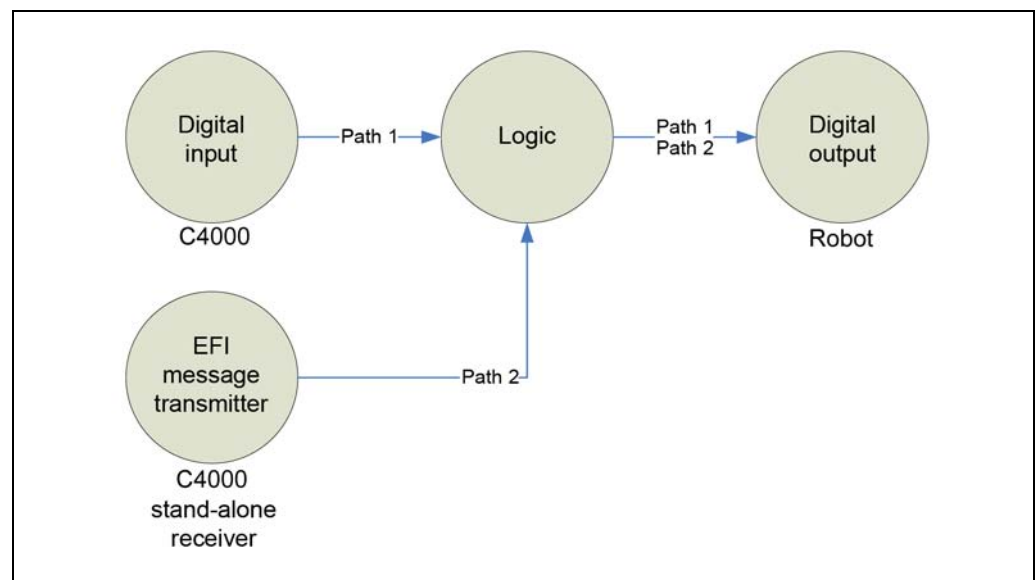 Digital
input
C4000
Path 1
Logic
Path 1
Path 2
Digital
output
Robot
EFI
message
transmitter
C4000
stand-alone
receiver
Path 2